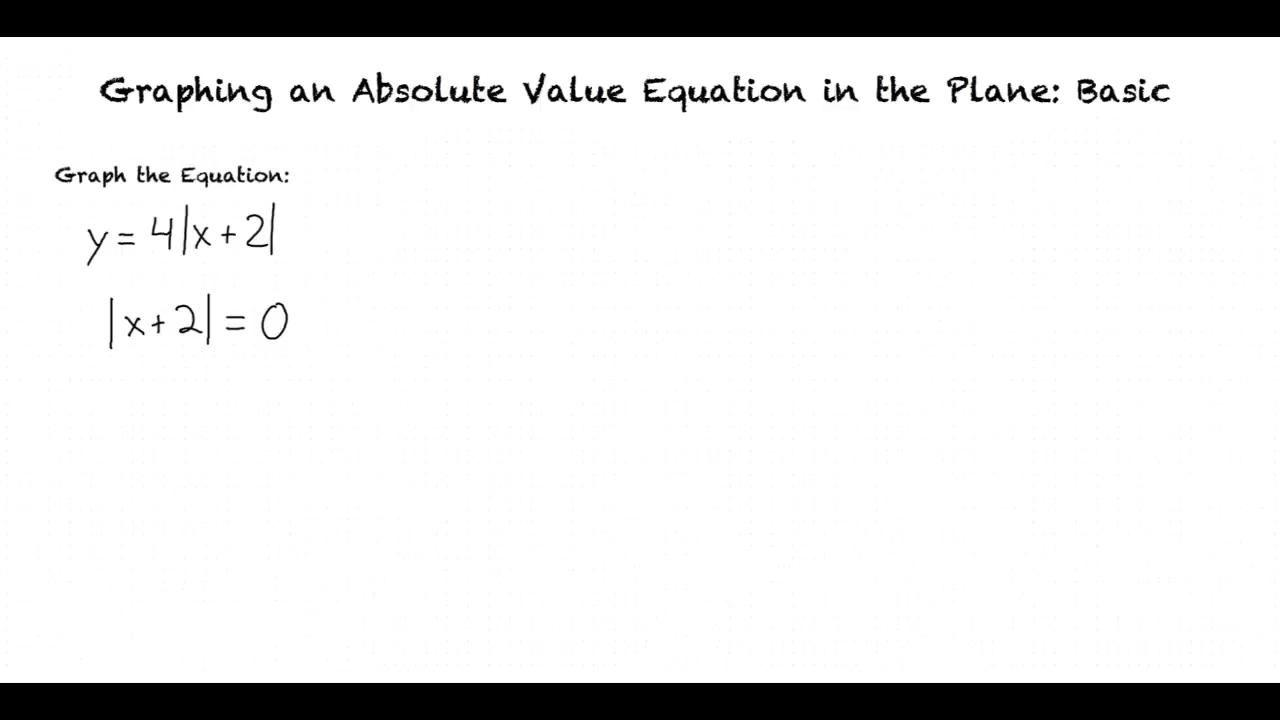 Graphing an Absolute Value Equation in the Plane: Basic
Graph the Equation:
y = 4|x + 2|
|x + 2| = 0